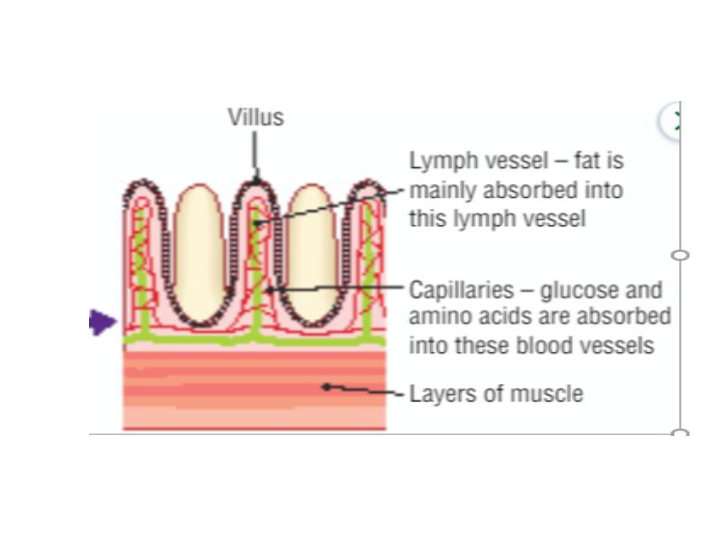 Villus
Lymph vessel – fat is
mainly absorbed into
this lymph vessel
Capillaries – glucose and
amino acids are absorbed
into these blood vessels
Layers of muscle